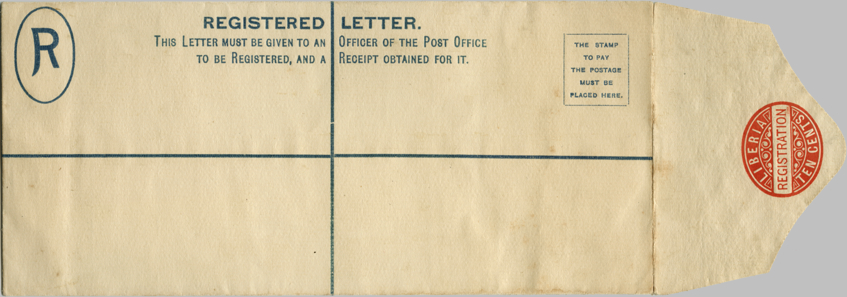 R
REGISTERED LETTER.
THIS LETTER MUST BE GIVEN TO AN OFFICER OF THE POST OFFICE
TO BE REGISTERED, AND A RECEIPT OBTAINED FOR IT.
THE STAMP
TO PAY
THE POSTAGE
MUST BE
PLACED HERE.
LIBERIA
REGISTRATION
TEN CENTS